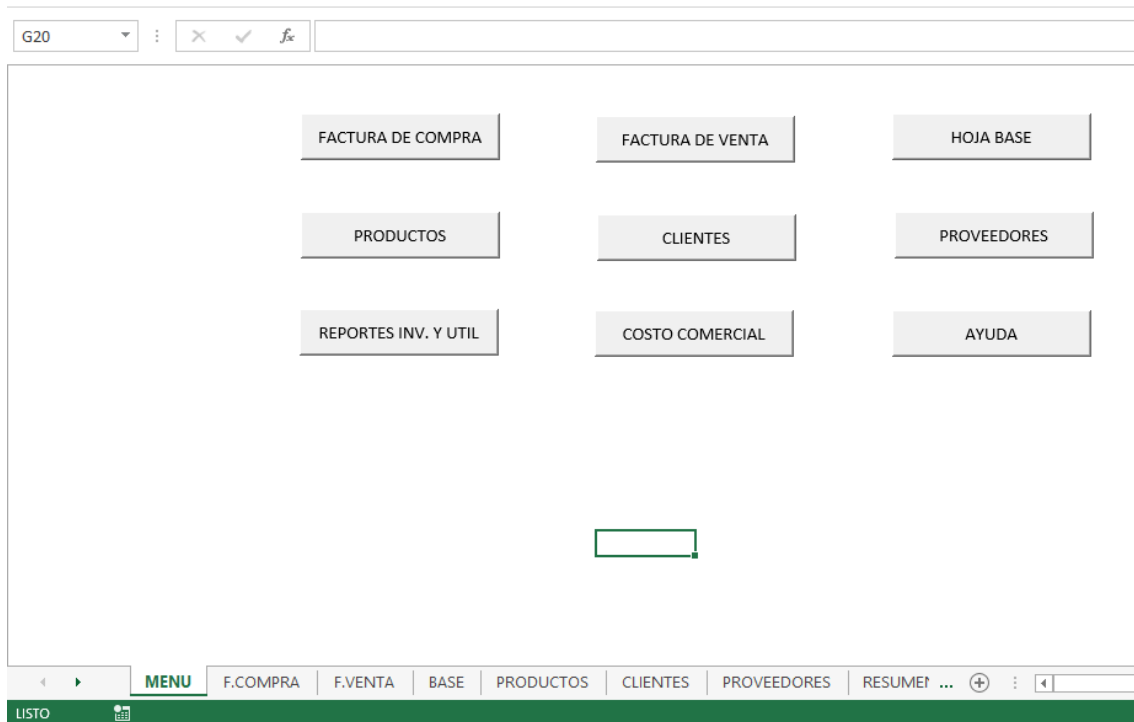 G20
fx
FACTURA DE COMPRA
FACTURA DE VENTA
HOJA BASE
PRODUCTOS
CLIENTES
PROVEEDORES
REPORTES INV. Y UTIL
COSTO COMERCIAL
AYUDA
MENU F.COMPRA F.VENTA BASE PRODUCTOS CLIENTES PROVEEDORES RESUMEN ...
LISTO